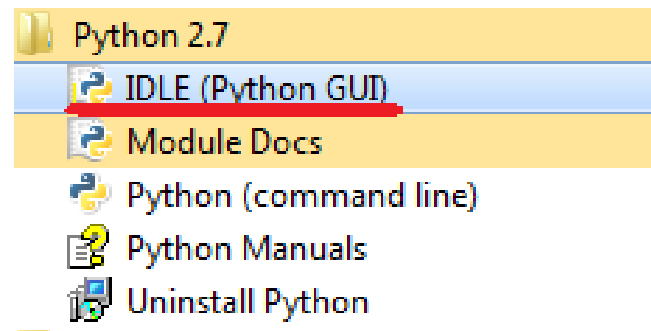 Python 2.7
IDLE (Python GUI)
Module Docs
Python (command line)
Python Manuals
Uninstall Python